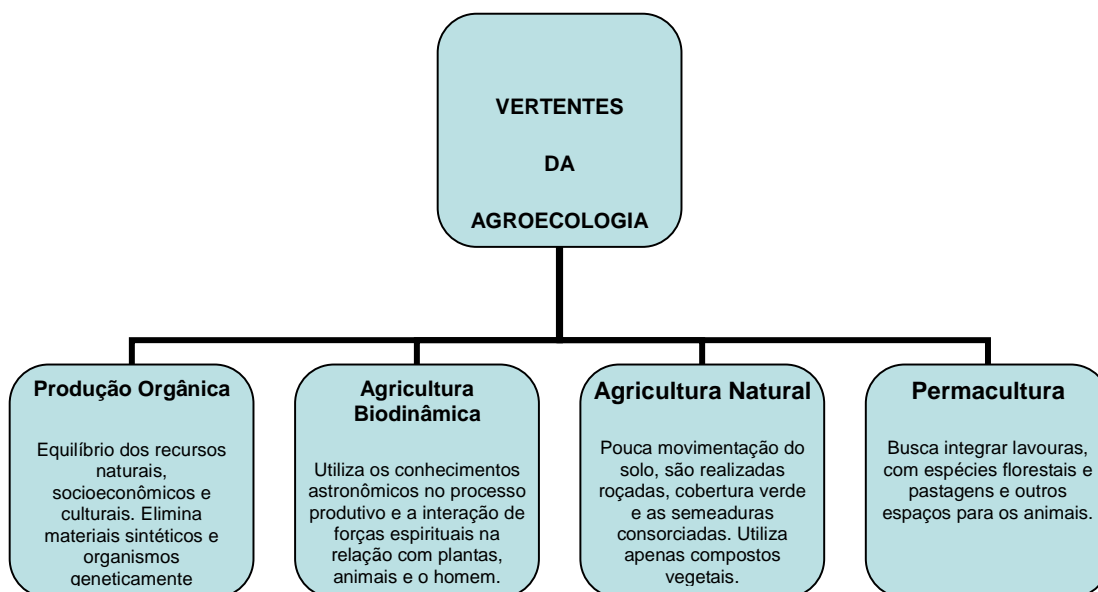 VERTENTES
DA
AGROECOLOGIA
Produção Orgânica
Equilíbrio dos recursos
naturais,
socioeconômicos e
culturais. Elimina
materiais sintéticos e
organismos
geneticamente
Agricultura
Biodinâmica
Utiliza os conhecimentos
astronômicos no processo
produtivo e a interação de
forças espirituais na
relação com plantas,
animais e o homem.
Agricultura Natural
Pouca movimentação do
solo, são realizadas
roçadas, cobertura verde
e as semeaduras
consorciadas. Utiliza
apenas compostos
vegetais.
Permacultura
Busca integrar lavouras,
com espécies florestais e
pastagens e outros
espaços para os animais.